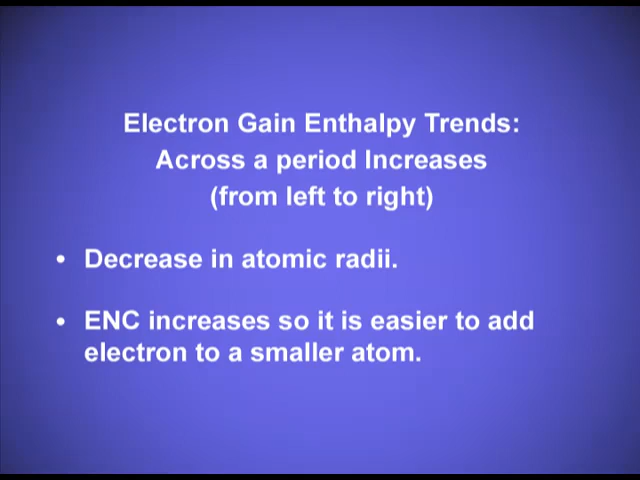 Electron Gain Enthalpy Trends:
Across a period Increases
(from left to right)
• Decrease in atomic radii.
• ENC increases so it is easier to add
electron to a smaller atom.